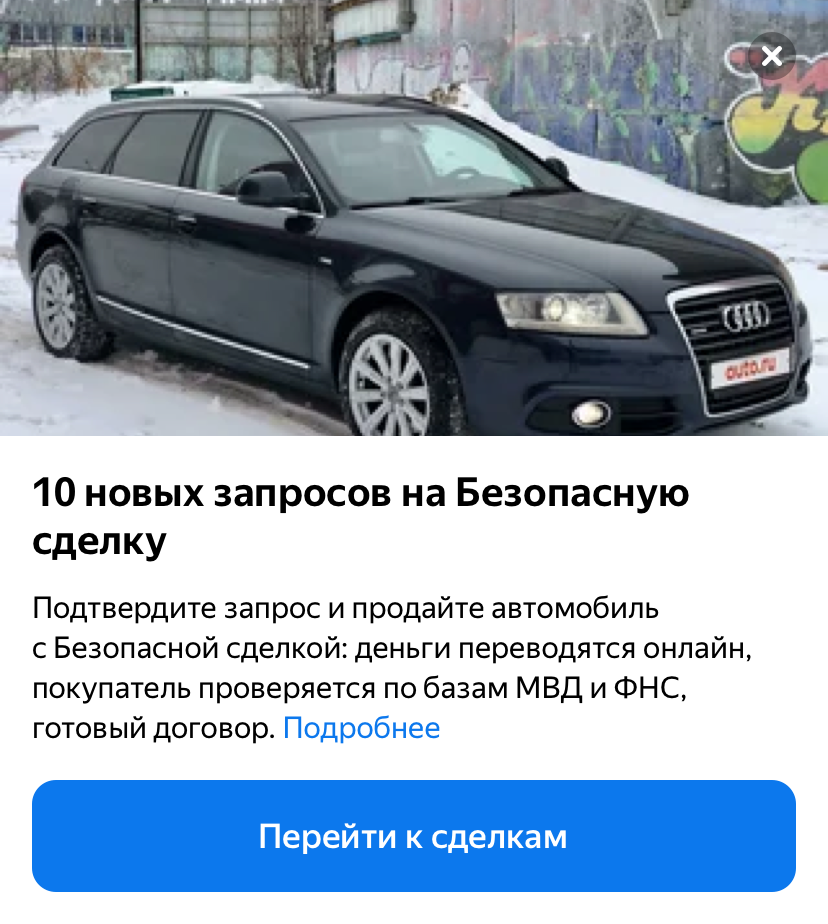 auto.ru
10 новых запросов на Безопасную
сделку
Подтвердите запрос и продайте автомобиль
с Безопасной сделкой: деньги переводятся онлайн,
покупатель проверяется по базам МВД и ФНС,
готовый договор. Подробнее
Перейти к сделкам